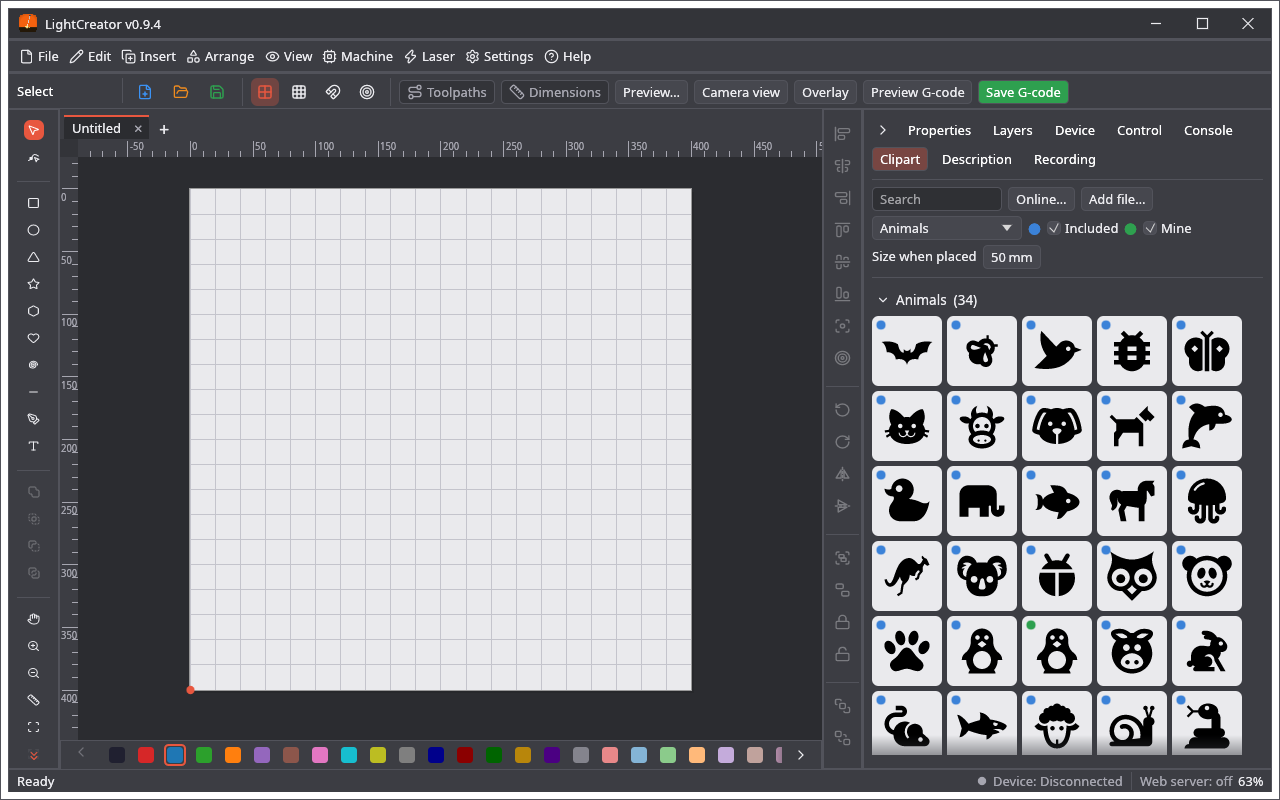 LightCreator v0.9.4
File Edit Insert Arrange View Machine Laser Settings Help
Select Toolpaths Dimensions Preview... Camera view Overlay Preview G-code Save G-code
Untitled × +
-50 0 50 100 150 200 250 300 350 400 450
0
50
100
150
200
250
300
350
400
Properties Layers Device Control Console
Clipart Description Recording
Search Online... Add file...
Animals Included Mine
Size when placed 50 mm
Animals (34)
Ready Device: Disconnected Web server: off 63%